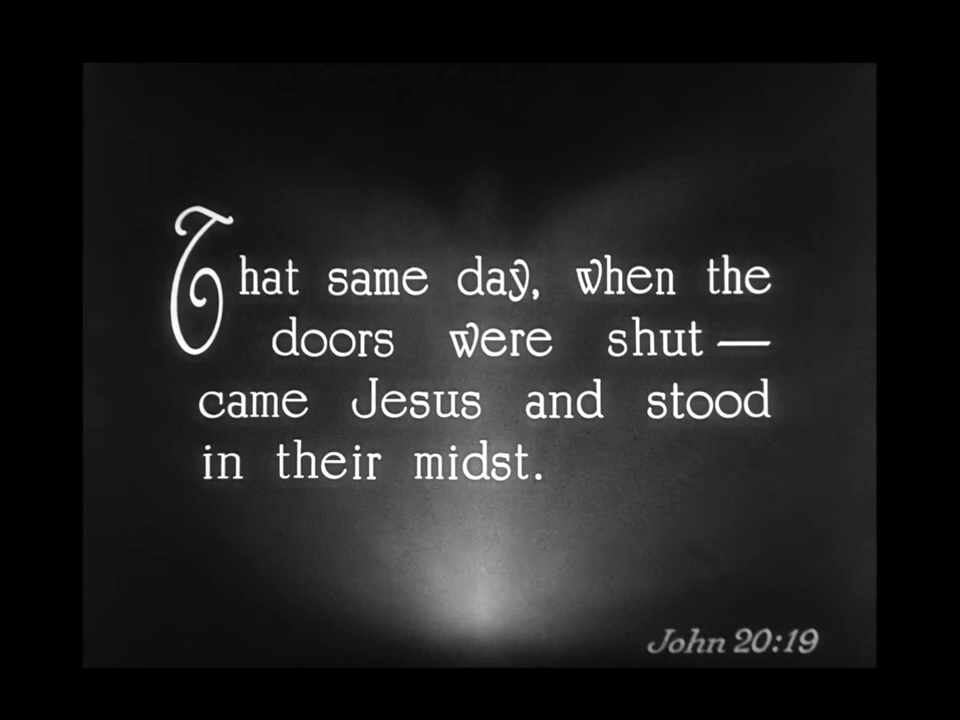 That same day, when the
doors were shut —
came Jesus and stood
in their midst.
John 20:19